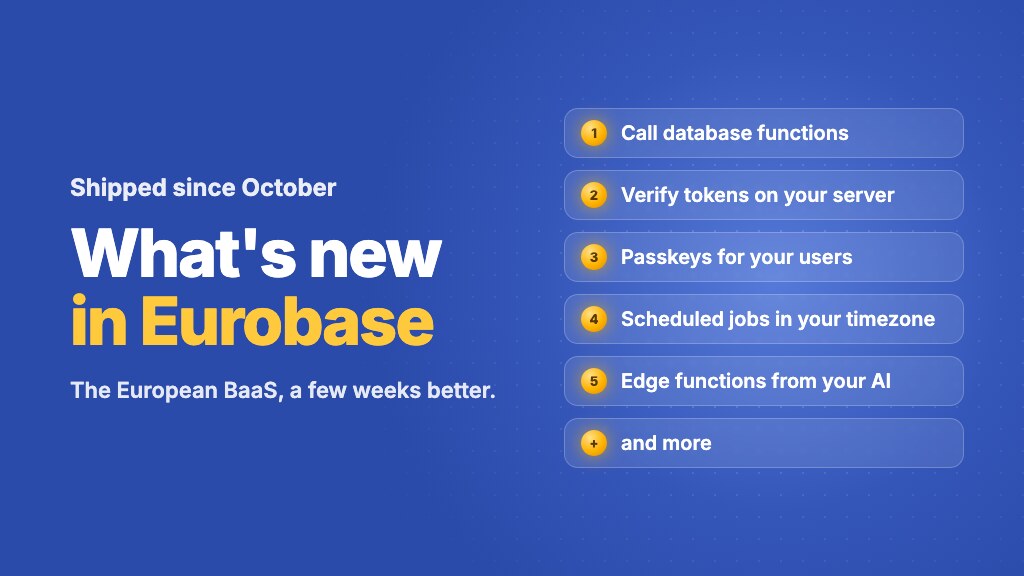 Shipped since October
What's new
in Eurobase
The European BaaS, a few weeks better.
1 Call database functions
2 Verify tokens on your server
3 Passkeys for your users
4 Scheduled jobs in your timezone
5 Edge functions from your AI
+ and more